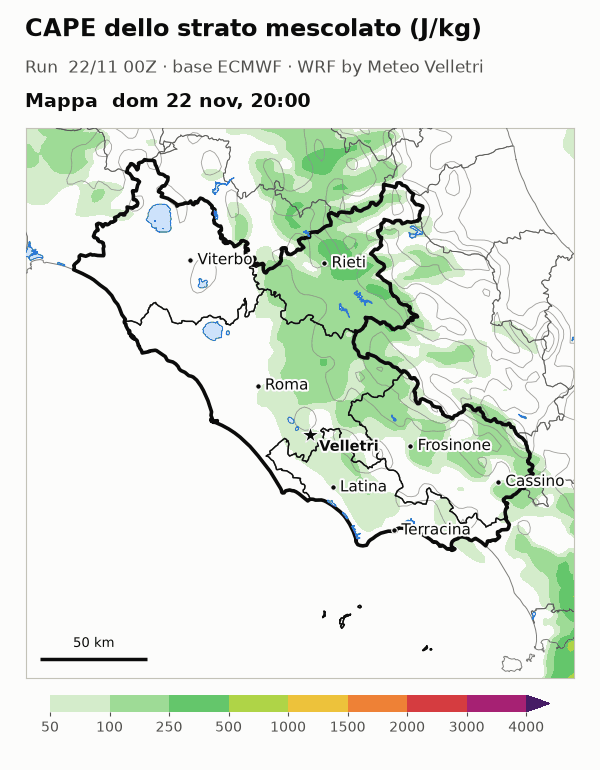 CAPE dello strato mescolato (J/kg)
Run  22/11 00Z · base ECMWF · WRF by Meteo Velletri
Mappa  dom 22 nov, 20:00
Viterbo
Rieti
Roma
Velletri
Frosinone
Latina
Cassino
Terracina
50 km
50 100 250 500 1000 1500 2000 3000 4000